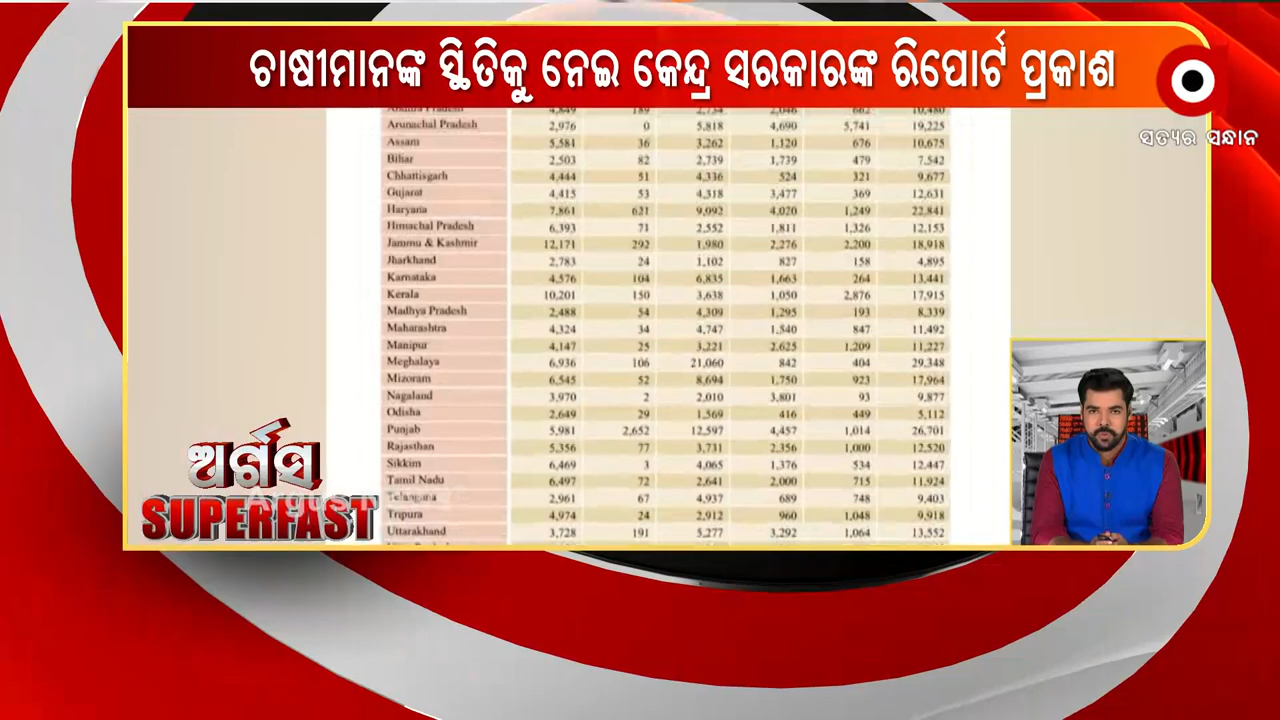 ଚାଷୀମାନଙ୍କ ସ୍ଥିତିକୁ ନେଇ କେନ୍ଦ୍ର ସରକାରଙ୍କ ରିପୋର୍ଟ ପ୍ରକାଶ
ସତ୍ୟର ସନ୍ଧାନ
Andhra Pradesh 4,849 189 2,734 2,046 662 10,480
Arunachal Pradesh 2,976 0 5,818 4,690 5,741 19,225
Assam 5,581 36 3,262 1,120 676 10,675
Bihar 2,503 82 2,739 1,739 479 7,542
Chhattisgarh 4,444 51 4,336 524 321 9,677
Gujarat 4,415 53 4,318 3,477 369 12,631
Haryana 7,861 621 9,092 4,020 1,249 22,841
Himachal Pradesh 6,393 71 2,552 1,811 1,326 12,153
Jammu & Kashmir 12,171 292 1,980 2,276 2,200 18,918
Jharkhand 2,783 24 1,102 827 158 4,895
Karnataka 4,576 104 6,835 1,663 264 13,441
Kerala 10,201 150 3,638 1,050 2,876 17,915
Madhya Pradesh 2,488 54 4,309 1,295 193 8,339
Maharashtra 4,324 34 4,747 1,540 847 11,492
Manipur 4,147 25 3,221 2,625 1,209 11,227
Meghalaya 6,936 106 21,060 842 404 29,348
Mizoram 6,545 52 8,694 1,750 923 17,964
Nagaland 3,970 2 2,010 3,801 93 9,877
Odisha 2,649 29 1,569 416 449 5,112
Punjab 5,981 2,652 12,597 4,457 1,014 26,701
Rajasthan 5,356 77 3,731 2,356 1,000 12,520
Sikkim 6,469 3 4,065 1,376 534 12,447
Tamil Nadu 6,497 72 2,641 2,000 715 11,924
Telangana 2,961 67 4,937 689 748 9,403
Tripura 4,974 24 2,912 960 1,048 9,918
Uttarakhand 3,728 191 5,277 3,292 1,064 13,552
ଅର୍ଗସ
SUPERFAST